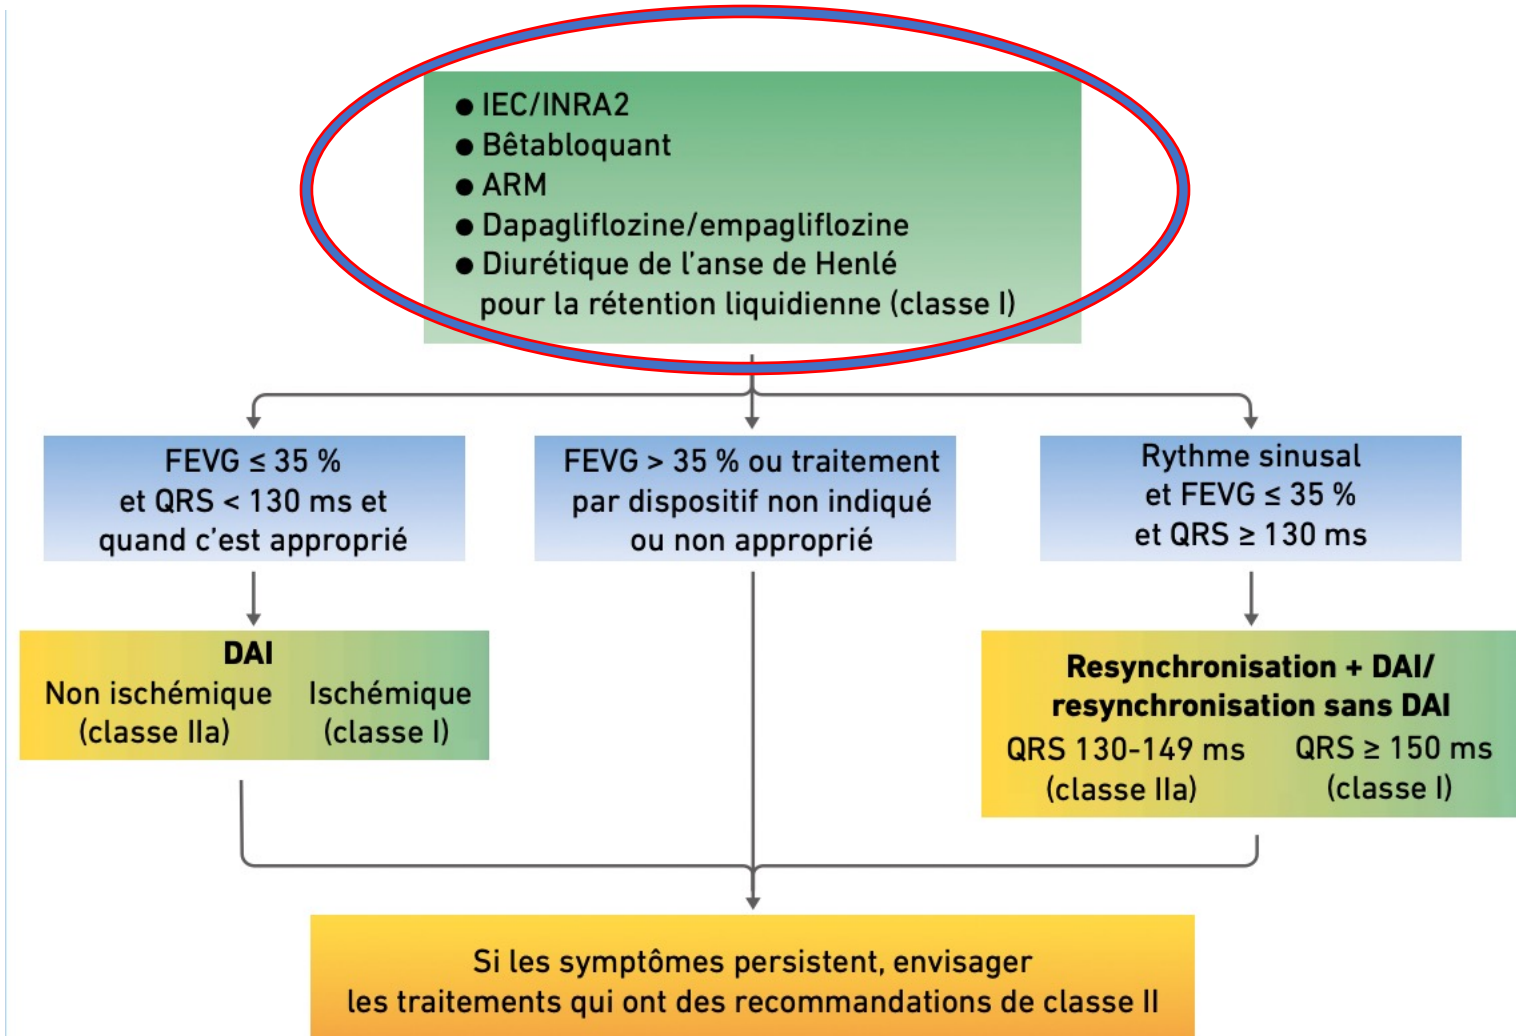 ● IEC/INRA2
● Bêtabloquant
● ARM
● Dapagliflozine/empagliflozine
● Diurétique de l'anse de Henlé
pour la rétention liquidienne (classe I)
FEVG ≤ 35 %
et QRS < 130 ms et
quand c'est approprié
FEVG > 35 % ou traitement
par dispositif non indiqué
ou non approprié
Rythme sinusal
et FEVG ≤ 35 %
et QRS ≥ 130 ms
DAI
Non ischémique
(classe IIa)
Ischémique
(classe I)
Resynchronisation + DAI/
resynchronisation sans DAI
QRS 130-149 ms
(classe IIa)
QRS ≥ 150 ms
(classe I)
Si les symptômes persistent, envisager
les traitements qui ont des recommandations de classe II